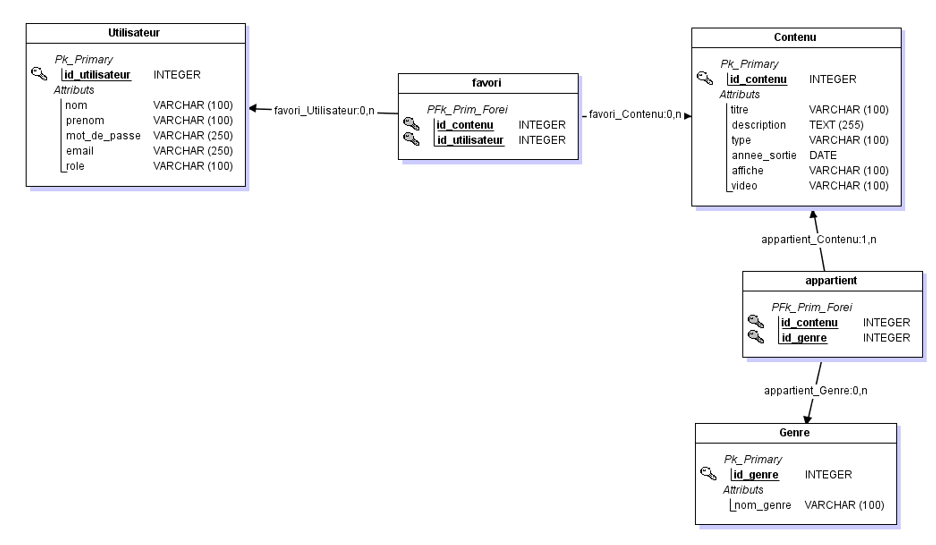 Utilisateur
Pk_Primary
id_utilisateur INTEGER
Attributs
nom VARCHAR (100)
prenom VARCHAR (100)
mot_de_passe VARCHAR (250)
email VARCHAR (250)
role VARCHAR (100)
favori_Utilisateur:0,n
favori
PFk_Prim_Forei
id_contenu INTEGER
id_utilisateur INTEGER
favori_Contenu:0,n
Contenu
Pk_Primary
id_contenu INTEGER
Attributs
titre VARCHAR (100)
description TEXT (255)
type VARCHAR (100)
annee_sortie DATE
affiche VARCHAR (100)
video VARCHAR (100)
appartient_Contenu:1,n
appartient
PFk_Prim_Forei
id_contenu INTEGER
id_genre INTEGER
appartient_Genre:0,n
Genre
Pk_Primary
id_genre INTEGER
Attributs
nom_genre VARCHAR (100)